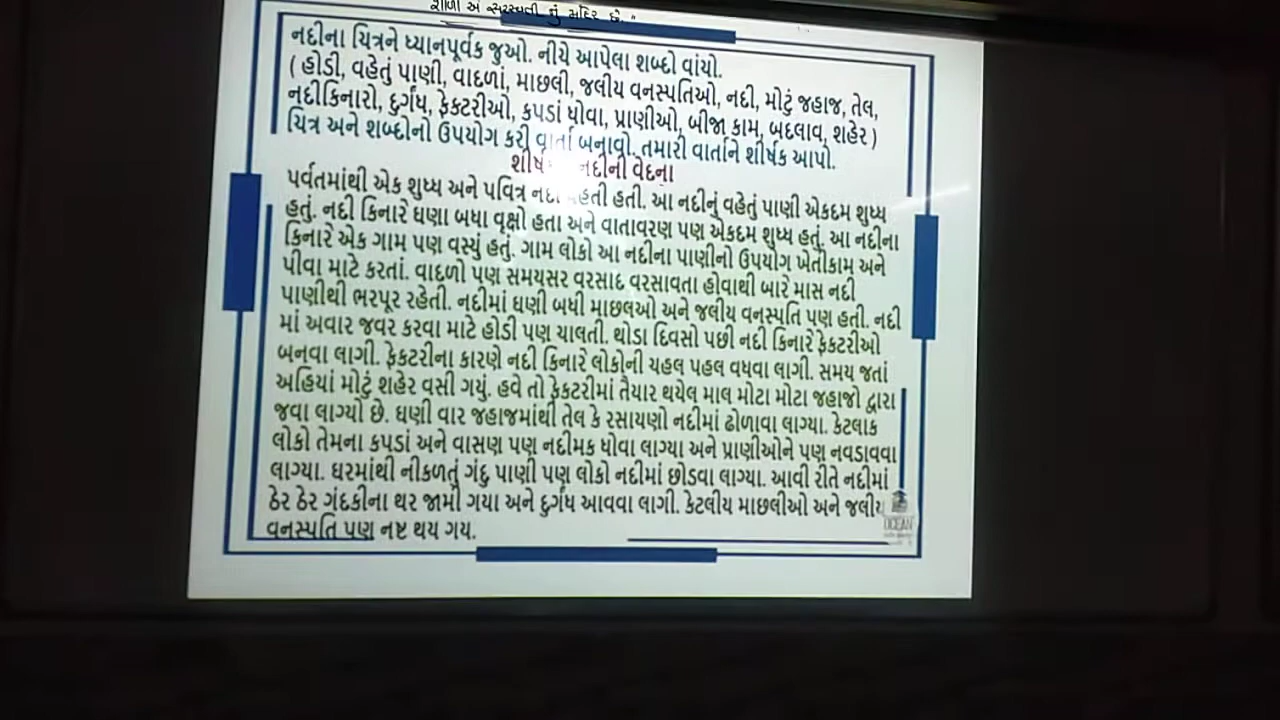 શાળા એ સરસ્વતી નું મંદિર છે."
નદીના ચિત્રને ધ્યાનપૂર્વક જુઓ. નીચે આપેલા શબ્દો વાંચો.
( હોડી, વહેતું પાણી, વાદળાં, માછલી, જલીય વનસ્પતિઓ, નદી, મોટું જહાજ, તેલ,
નદીકિનારો, દુર્ગંધ, ફેક્ટરીઓ, કપડાં ધોવા, પ્રાણીઓ, બીજા કામ, બદલાવ, શહેર )
ચિત્ર અને શબ્દોનો ઉપયોગ કરી વાર્તા બનાવો. તમારી વાર્તાને શીર્ષક આપો.
નદીની વેદના
પર્વતમાંથી એક શુધ્ધ અને પવિત્ર આ નદીનું વહેતું પાણી એકદમ શુધ્ધ
હતું. નદી કિનારે ઘણા બધા વૃક્ષો હતા અને વાતાવરણ પણ એકદમ શુધ્ધ હતું. આ નદીના
કિનારે એક ગામ પણ વસ્યું હતું. ગામ લોકો આ નદીના પાણીનો ઉપયોગ ખેતીકામ અને
પીવા માટે કરતાં. વાદળો પણ સમયસર વરસાદ વરસાવતા હોવાથી બારે માસ નદી
પાણીથી ભરપૂર રહેતી. નદીમાં ઘણી બધી માછલઓ અને જલીય વનસ્પતિ પણ હતી. નદી
માં અવાર જવર કરવા માટે હોડી પણ ચાલતી. થોડા દિવસો પછી નદી કિનારે ફેક્ટરીઓ
બનવા લાગી. ફેક્ટરીના કારણે નદી કિનારે લોકોની ચહલ પહલ વધવા લાગી. સમય જતાં
અહિયાં મોટું શહેર વસી ગયું. હવે તો ફેક્ટરીમાં તૈયાર થયેલ માલ મોટા મોટા જહાજો દ્વારા
જવા લાગ્યો છે. ઘણી વાર જહાજમાંથી તેલ કે રસાયણો નદીમાં ઢોળાવા લાગ્યા. કેટલાક
લોકો તેમના કપડાં અને વાસણ પણ નદીમક ધોવા લાગ્યા અને પ્રાણીઓને પણ નવડાવવા
લાગ્યા. ઘરમાંથી નીકળતું ગંદુ પાણી પણ લોકો નદીમાં છોડવા લાગ્યા. આવી રીતે નદીમાં
ઠેર ઠેર ગંદકીના થર જામી ગયા અને દુર્ગંધ આવવા લાગી. કેટલીય માછલીઓ અને જલીય
વનસ્પતિ પણ નષ્ટ થય ગય.
OCEAN